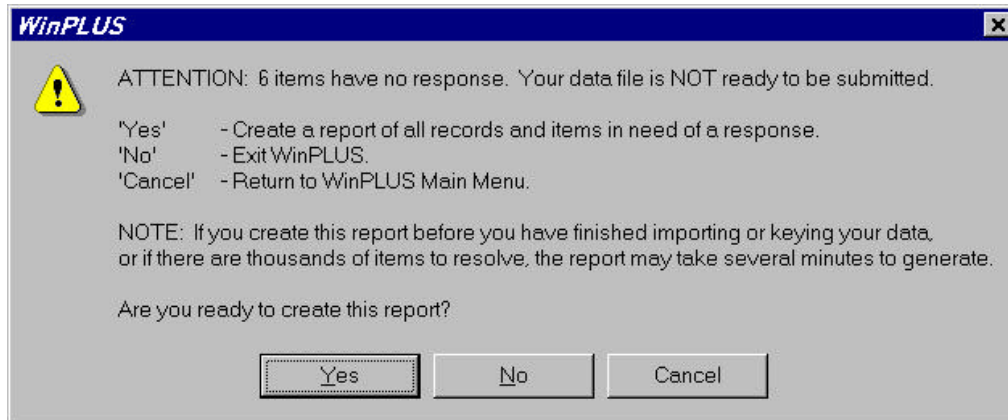 WinPLUS
ATTENTION: 6 items have no response. Your data file is NOT ready to be submitted.
'Yes' - Create a report of all records and items in need of a response.
'No' - Exit WinPLUS.
'Cancel' - Return to WinPLUS Main Menu.
NOTE: If you create this report before you have finished importing or keying your data,
or if there are thousands of items to resolve, the report may take several minutes to generate.
Are you ready to create this report?
Yes No Cancel